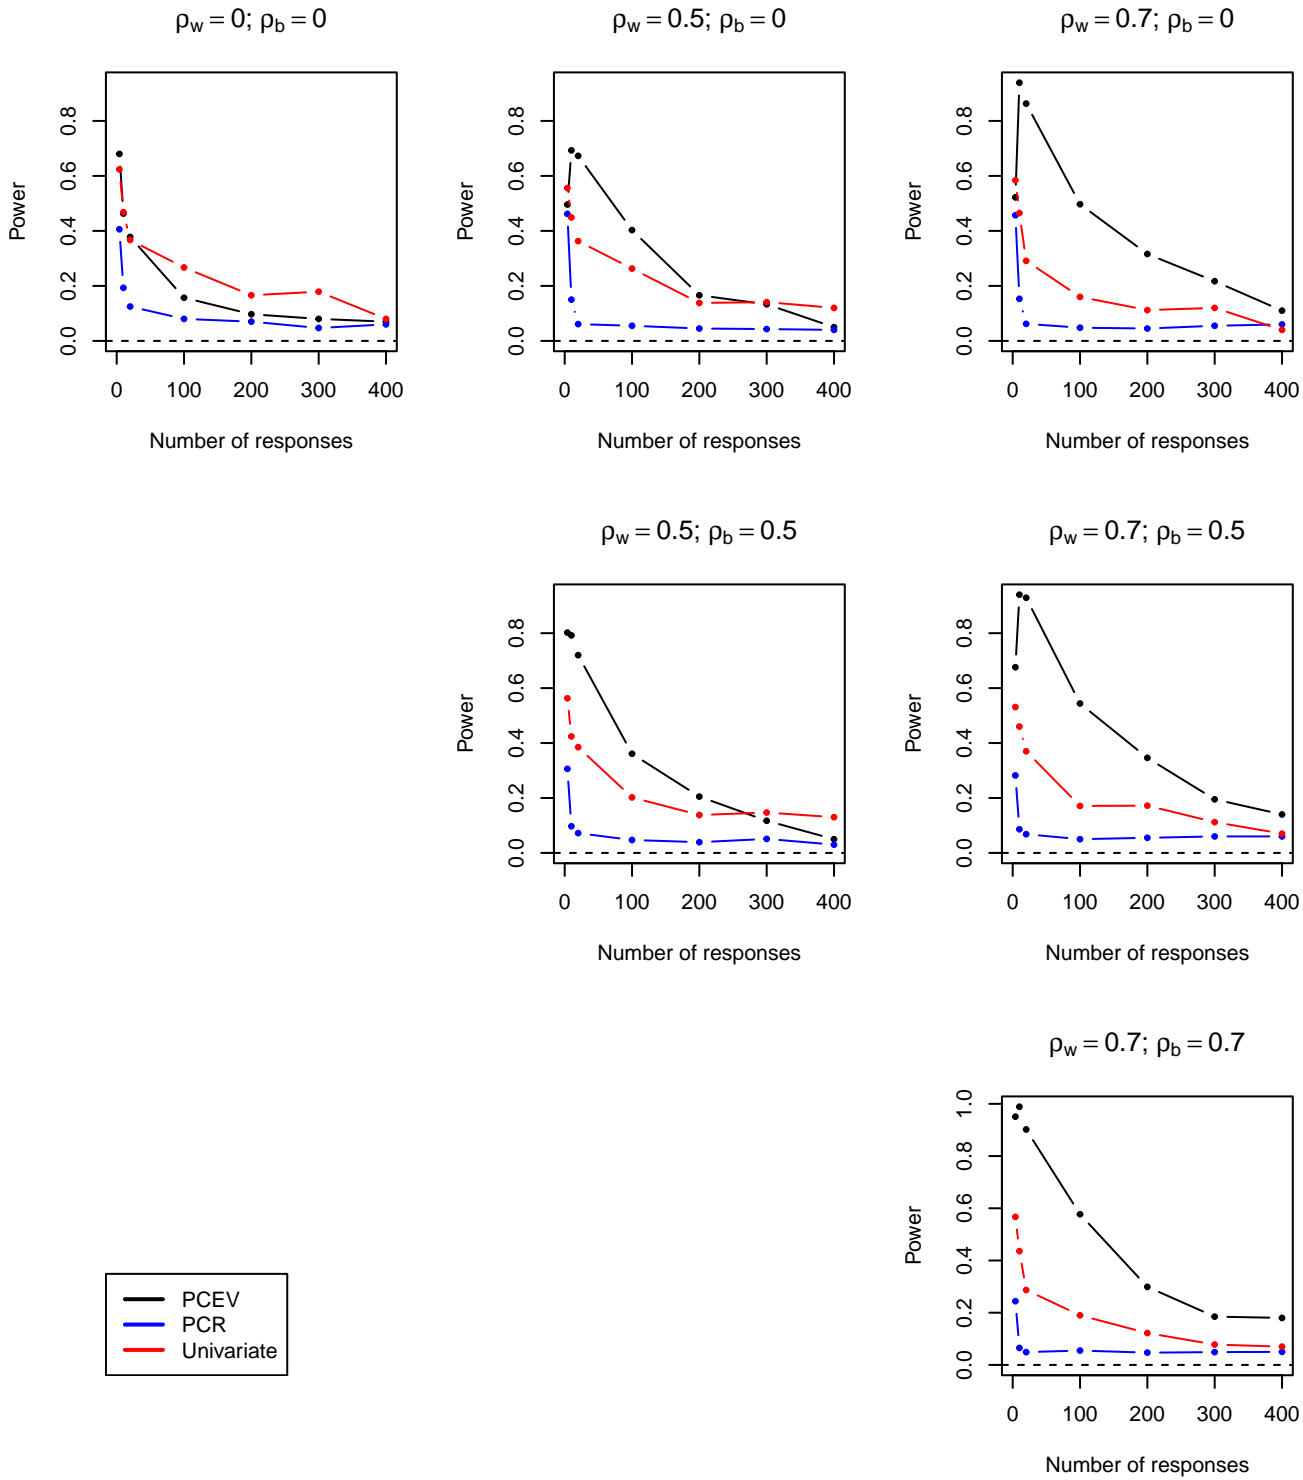 ρw = 0; ρb = 0
Power
0.0 0.2 0.4 0.6 0.8
0 100 200 300 400
Number of responses
ρw = 0.5; ρb = 0
Power
0.0 0.2 0.4 0.6 0.8
0 100 200 300 400
Number of responses
ρw = 0.7; ρb = 0
Power
0.0 0.2 0.4 0.6 0.8
0 100 200 300 400
Number of responses
ρw = 0.5; ρb = 0.5
Power
0.0 0.2 0.4 0.6 0.8
0 100 200 300 400
Number of responses
ρw = 0.7; ρb = 0.5
Power
0.0 0.2 0.4 0.6 0.8
0 100 200 300 400
Number of responses
ρw = 0.7; ρb = 0.7
Power
0.0 0.2 0.4 0.6 0.8 1.0
0 100 200 300 400
Number of responses
PCEV
PCR
Univariate